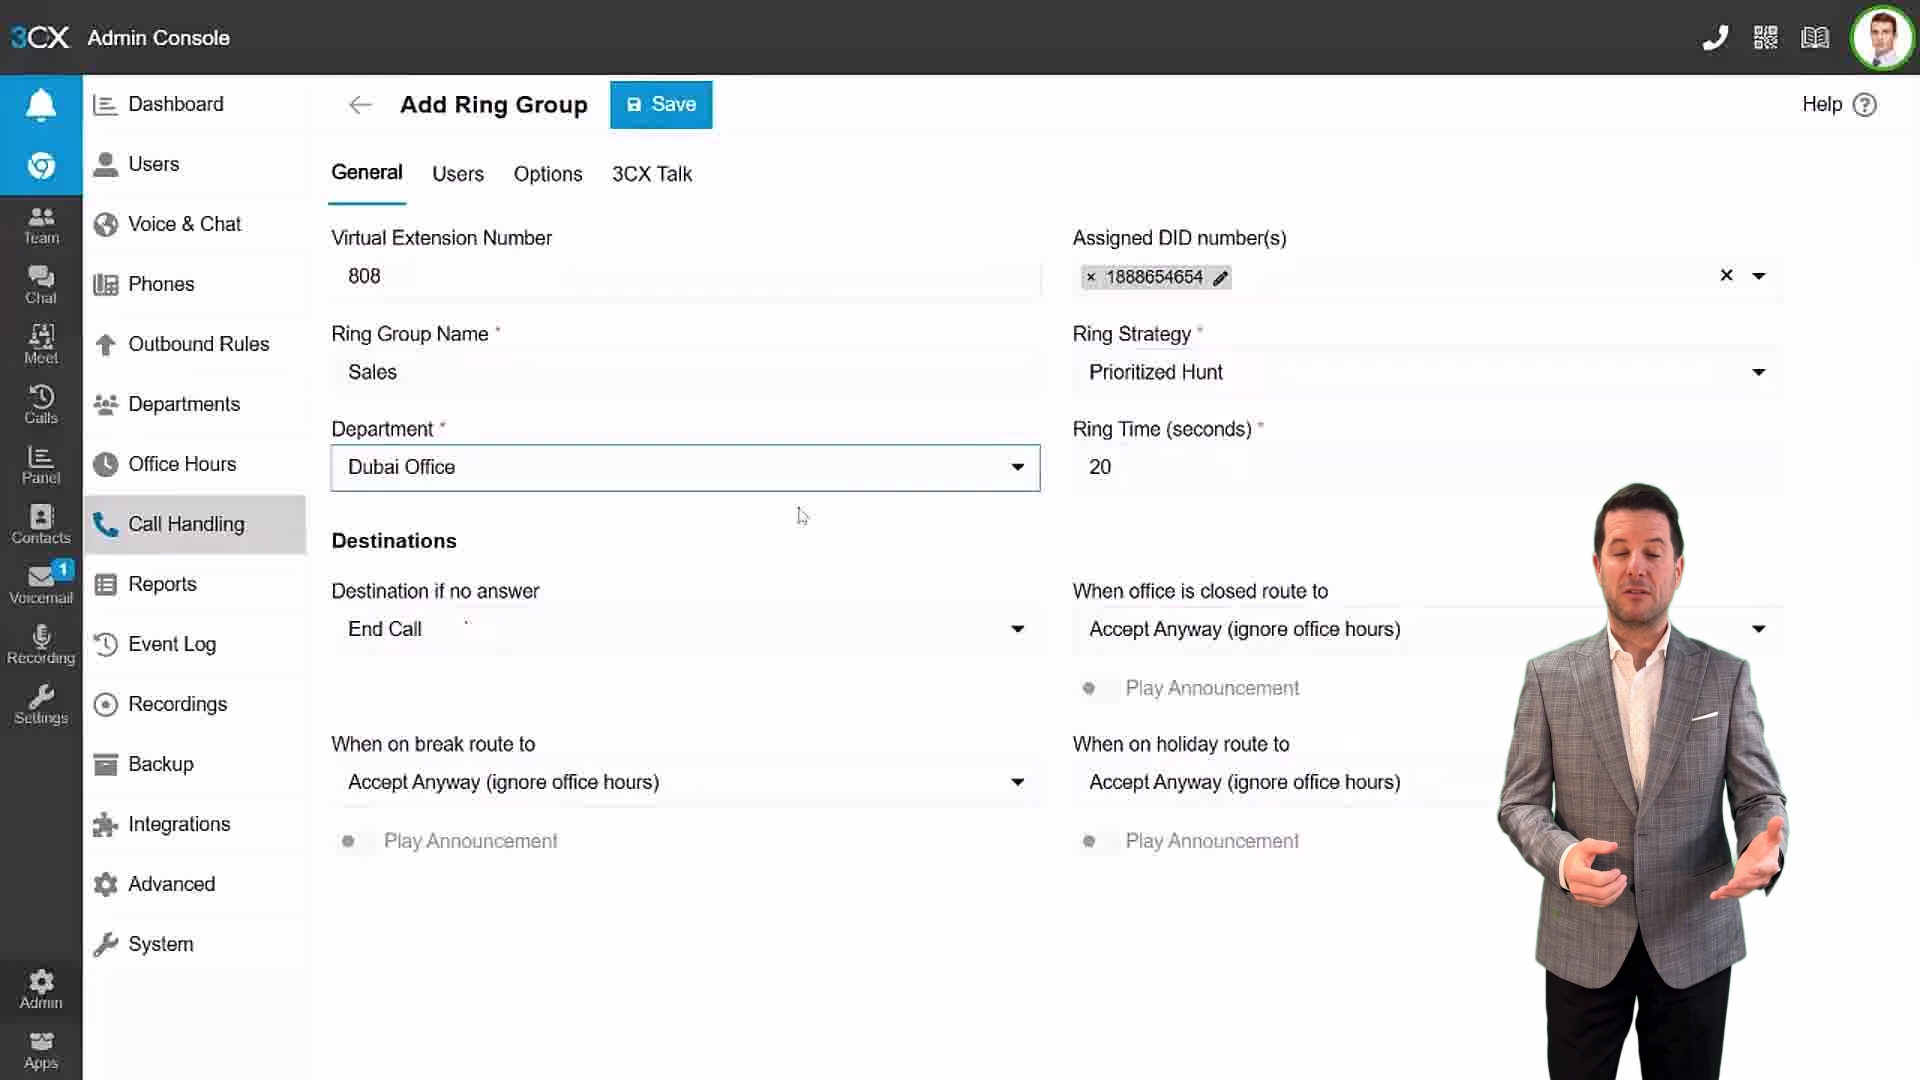 3CX Admin Console
Add Ring Group
Save
Help
General Users Options 3CX Talk
Dashboard
Users
Voice & Chat
Phones
Outbound Rules
Departments
Office Hours
Call Handling
Reports
Event Log
Recordings
Backup
Integrations
Advanced
System
Team
Chat
Meet
Calls
Panel
Contacts
1
Voicemail
Recording
Settings
Admin
Apps
Virtual Extension Number
808
Assigned DID number(s)
× 1888654654
Ring Group Name *
Sales
Ring Strategy *
Prioritized Hunt
Department *
Dubai Office
Ring Time (seconds) *
20
Destinations
Destination if no answer
End Call
When office is closed route to
Accept Anyway (ignore office hours)
Play Announcement
When on break route to
Accept Anyway (ignore office hours)
Play Announcement
When on holiday route to
Accept Anyway (ignore office hours)
Play Announcement